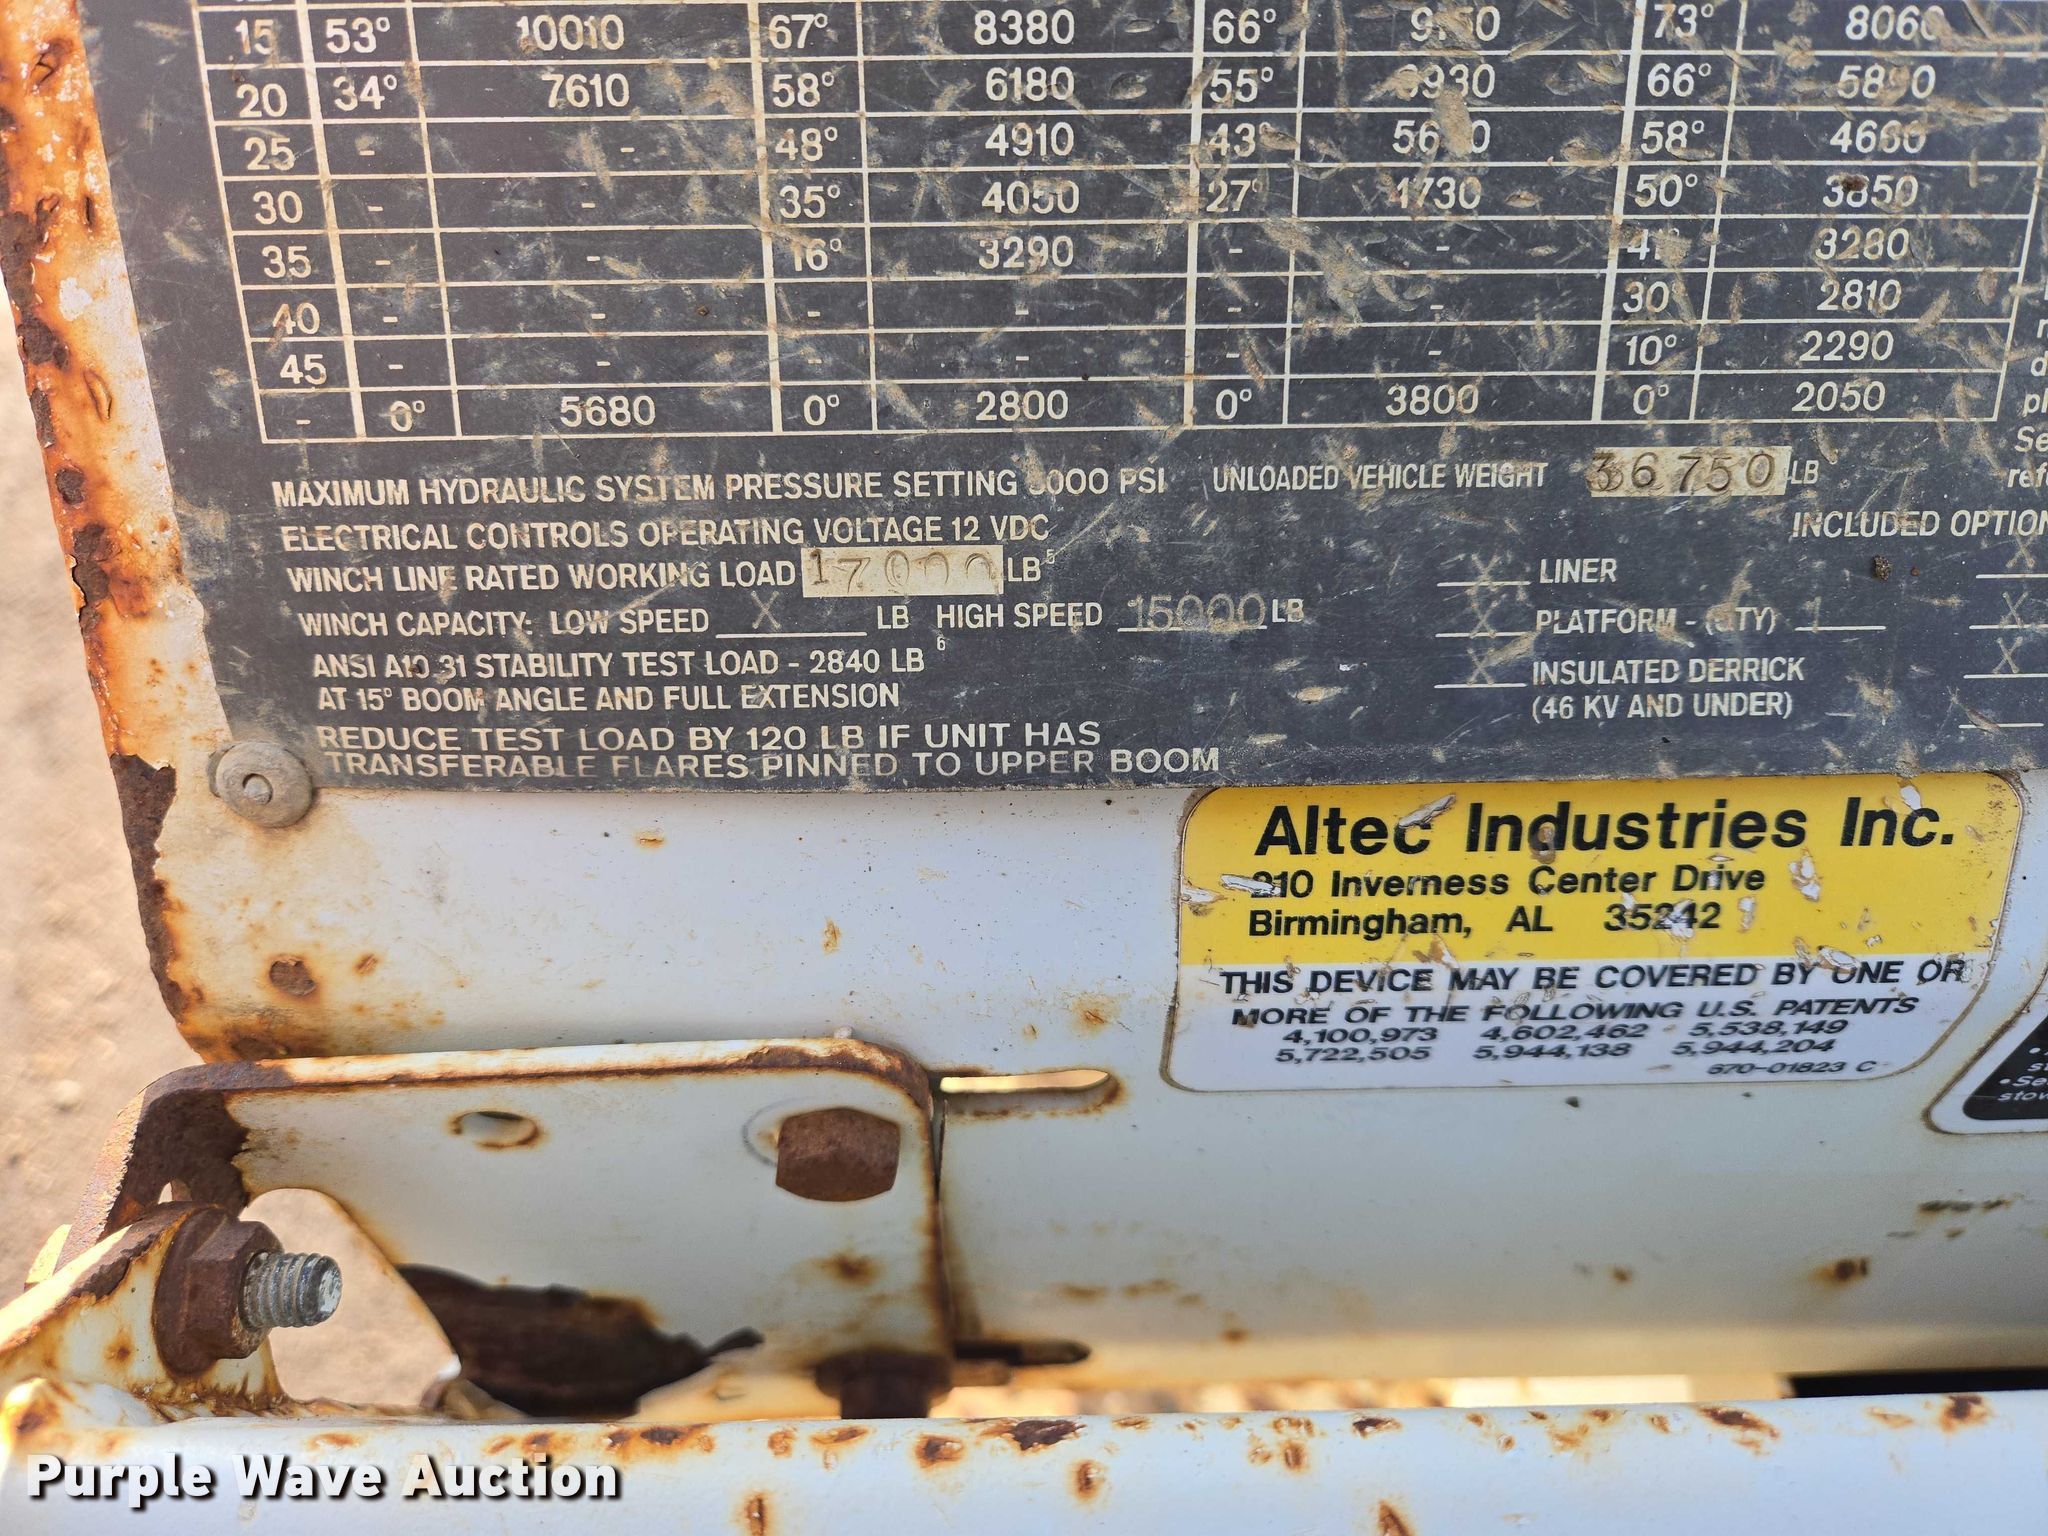 15 53° 10010 67° 8380 66° 73° 8060
20 34° 7610 58° 6180 55° 66°
25 - - 48° 4910 43° 58° 4660
30 - - 35° 4050 27° 50° 3850
35 - - 16° 3290 - - 3280
40 - - - - - - 30° 2810
45 - - - - - - 10° 2290
- 0° 5680 0° 2800 0° 3800 0° 2050
MAXIMUM HYDRAULIC SYSTEM PRESSURE SETTING PSI UNLOADED VEHICLE WEIGHT 36750 LB
ELECTRICAL CONTROLS OPERATING VOLTAGE 12 VDC
INCLUDED
WINCH LINE RATED WORKING LOAD 17000 LB⁵
X LINER X
WINCH CAPACITY: LOW SPEED X LB HIGH SPEED 15000 LB
X PLATFORM - (QTY) 1 X
ANSI A10.31 STABILITY TEST LOAD - 2840 LB⁶
X INSULATED DERRICK X
AT 15° BOOM ANGLE AND FULL EXTENSION
(46 KV AND UNDER)
REDUCE TEST LOAD BY 120 LB IF UNIT HAS
TRANSFERABLE FLARES PINNED TO UPPER BOOM
Altec Industries Inc.
210 Inverness Center Drive
Birmingham, AL 35242
THIS DEVICE MAY BE COVERED BY ONE OR
MORE OF THE FOLLOWING U.S. PATENTS
4,100,973 4,602,462 5,538,149
5,722,505 5,944,138 5,944,204
670-01823 C
Purple Wave Auction